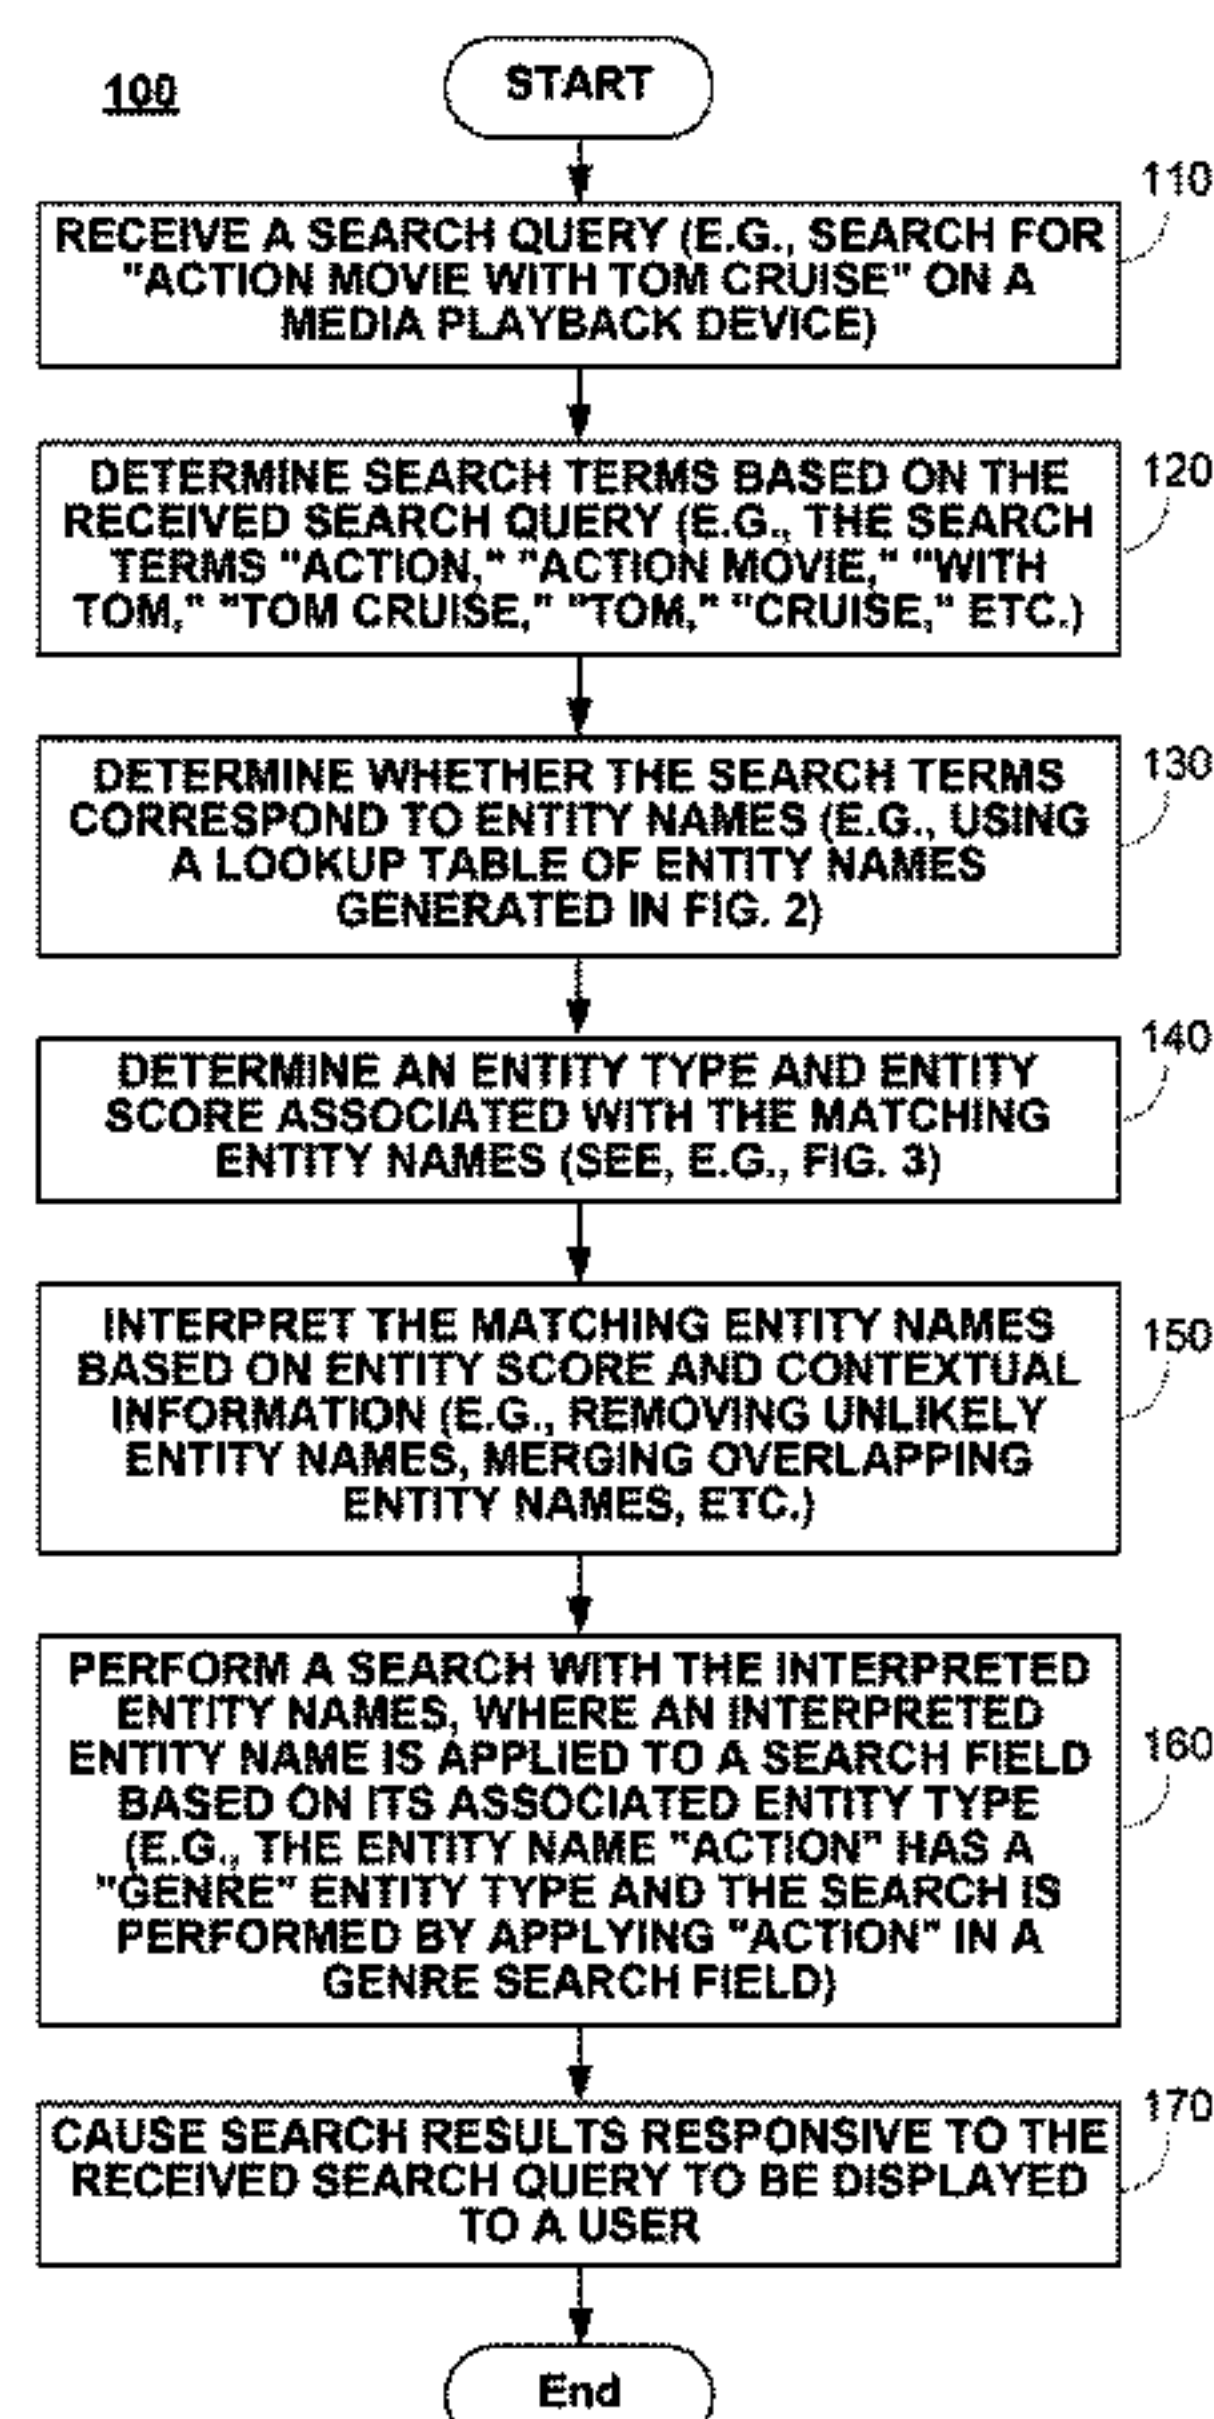 100
START
110
RECEIVE A SEARCH QUERY (E.G., SEARCH FOR
"ACTION MOVIE WITH TOM CRUISE" ON A
MEDIA PLAYBACK DEVICE)
120
DETERMINE SEARCH TERMS BASED ON THE
RECEIVED SEARCH QUERY (E.G., THE SEARCH
TERMS "ACTION," "ACTION MOVIE," "WITH
TOM," "TOM CRUISE," "TOM," "CRUISE," ETC.)
130
DETERMINE WHETHER THE SEARCH TERMS
CORRESPOND TO ENTITY NAMES (E.G., USING
A LOOKUP TABLE OF ENTITY NAMES
GENERATED IN FIG. 2)
140
DETERMINE AN ENTITY TYPE AND ENTITY
SCORE ASSOCIATED WITH THE MATCHING
ENTITY NAMES (SEE, E.G., FIG. 3)
150
INTERPRET THE MATCHING ENTITY NAMES
BASED ON ENTITY SCORE AND CONTEXTUAL
INFORMATION (E.G., REMOVING UNLIKELY
ENTITY NAMES, MERGING OVERLAPPING
ENTITY NAMES, ETC.)
160
PERFORM A SEARCH WITH THE INTERPRETED
ENTITY NAMES, WHERE AN INTERPRETED
ENTITY NAME IS APPLIED TO A SEARCH FIELD
BASED ON ITS ASSOCIATED ENTITY TYPE
(E.G., THE ENTITY NAME "ACTION" HAS A
"GENRE" ENTITY TYPE AND THE SEARCH IS
PERFORMED BY APPLYING "ACTION" IN A
GENRE SEARCH FIELD)
170
CAUSE SEARCH RESULTS RESPONSIVE TO THE
RECEIVED SEARCH QUERY TO BE DISPLAYED
TO A USER
End